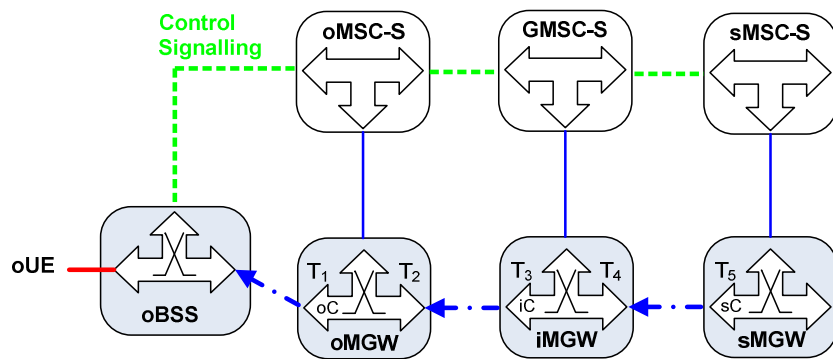 Control
Signalling
oMSC-S
GMSC-S
sMSC-S
oUE
oBSS
T1
T2
oC
oMGW
T3
T4
iC
iMGW
T5
sC
sMGW